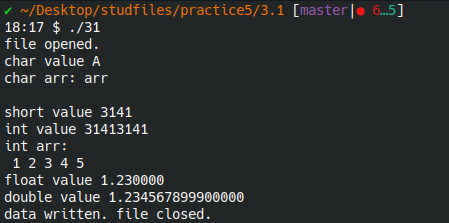 ✔ ~/Desktop/studfiles/practice5/3.1 [master|● 6…5]
18:17 $ ./31
file opened.
char value A
char arr: arr

short value 3141
int value 31413141
int arr:
 1 2 3 4 5
float value 1.230000
double value 1.234567899900000
data written. file closed.